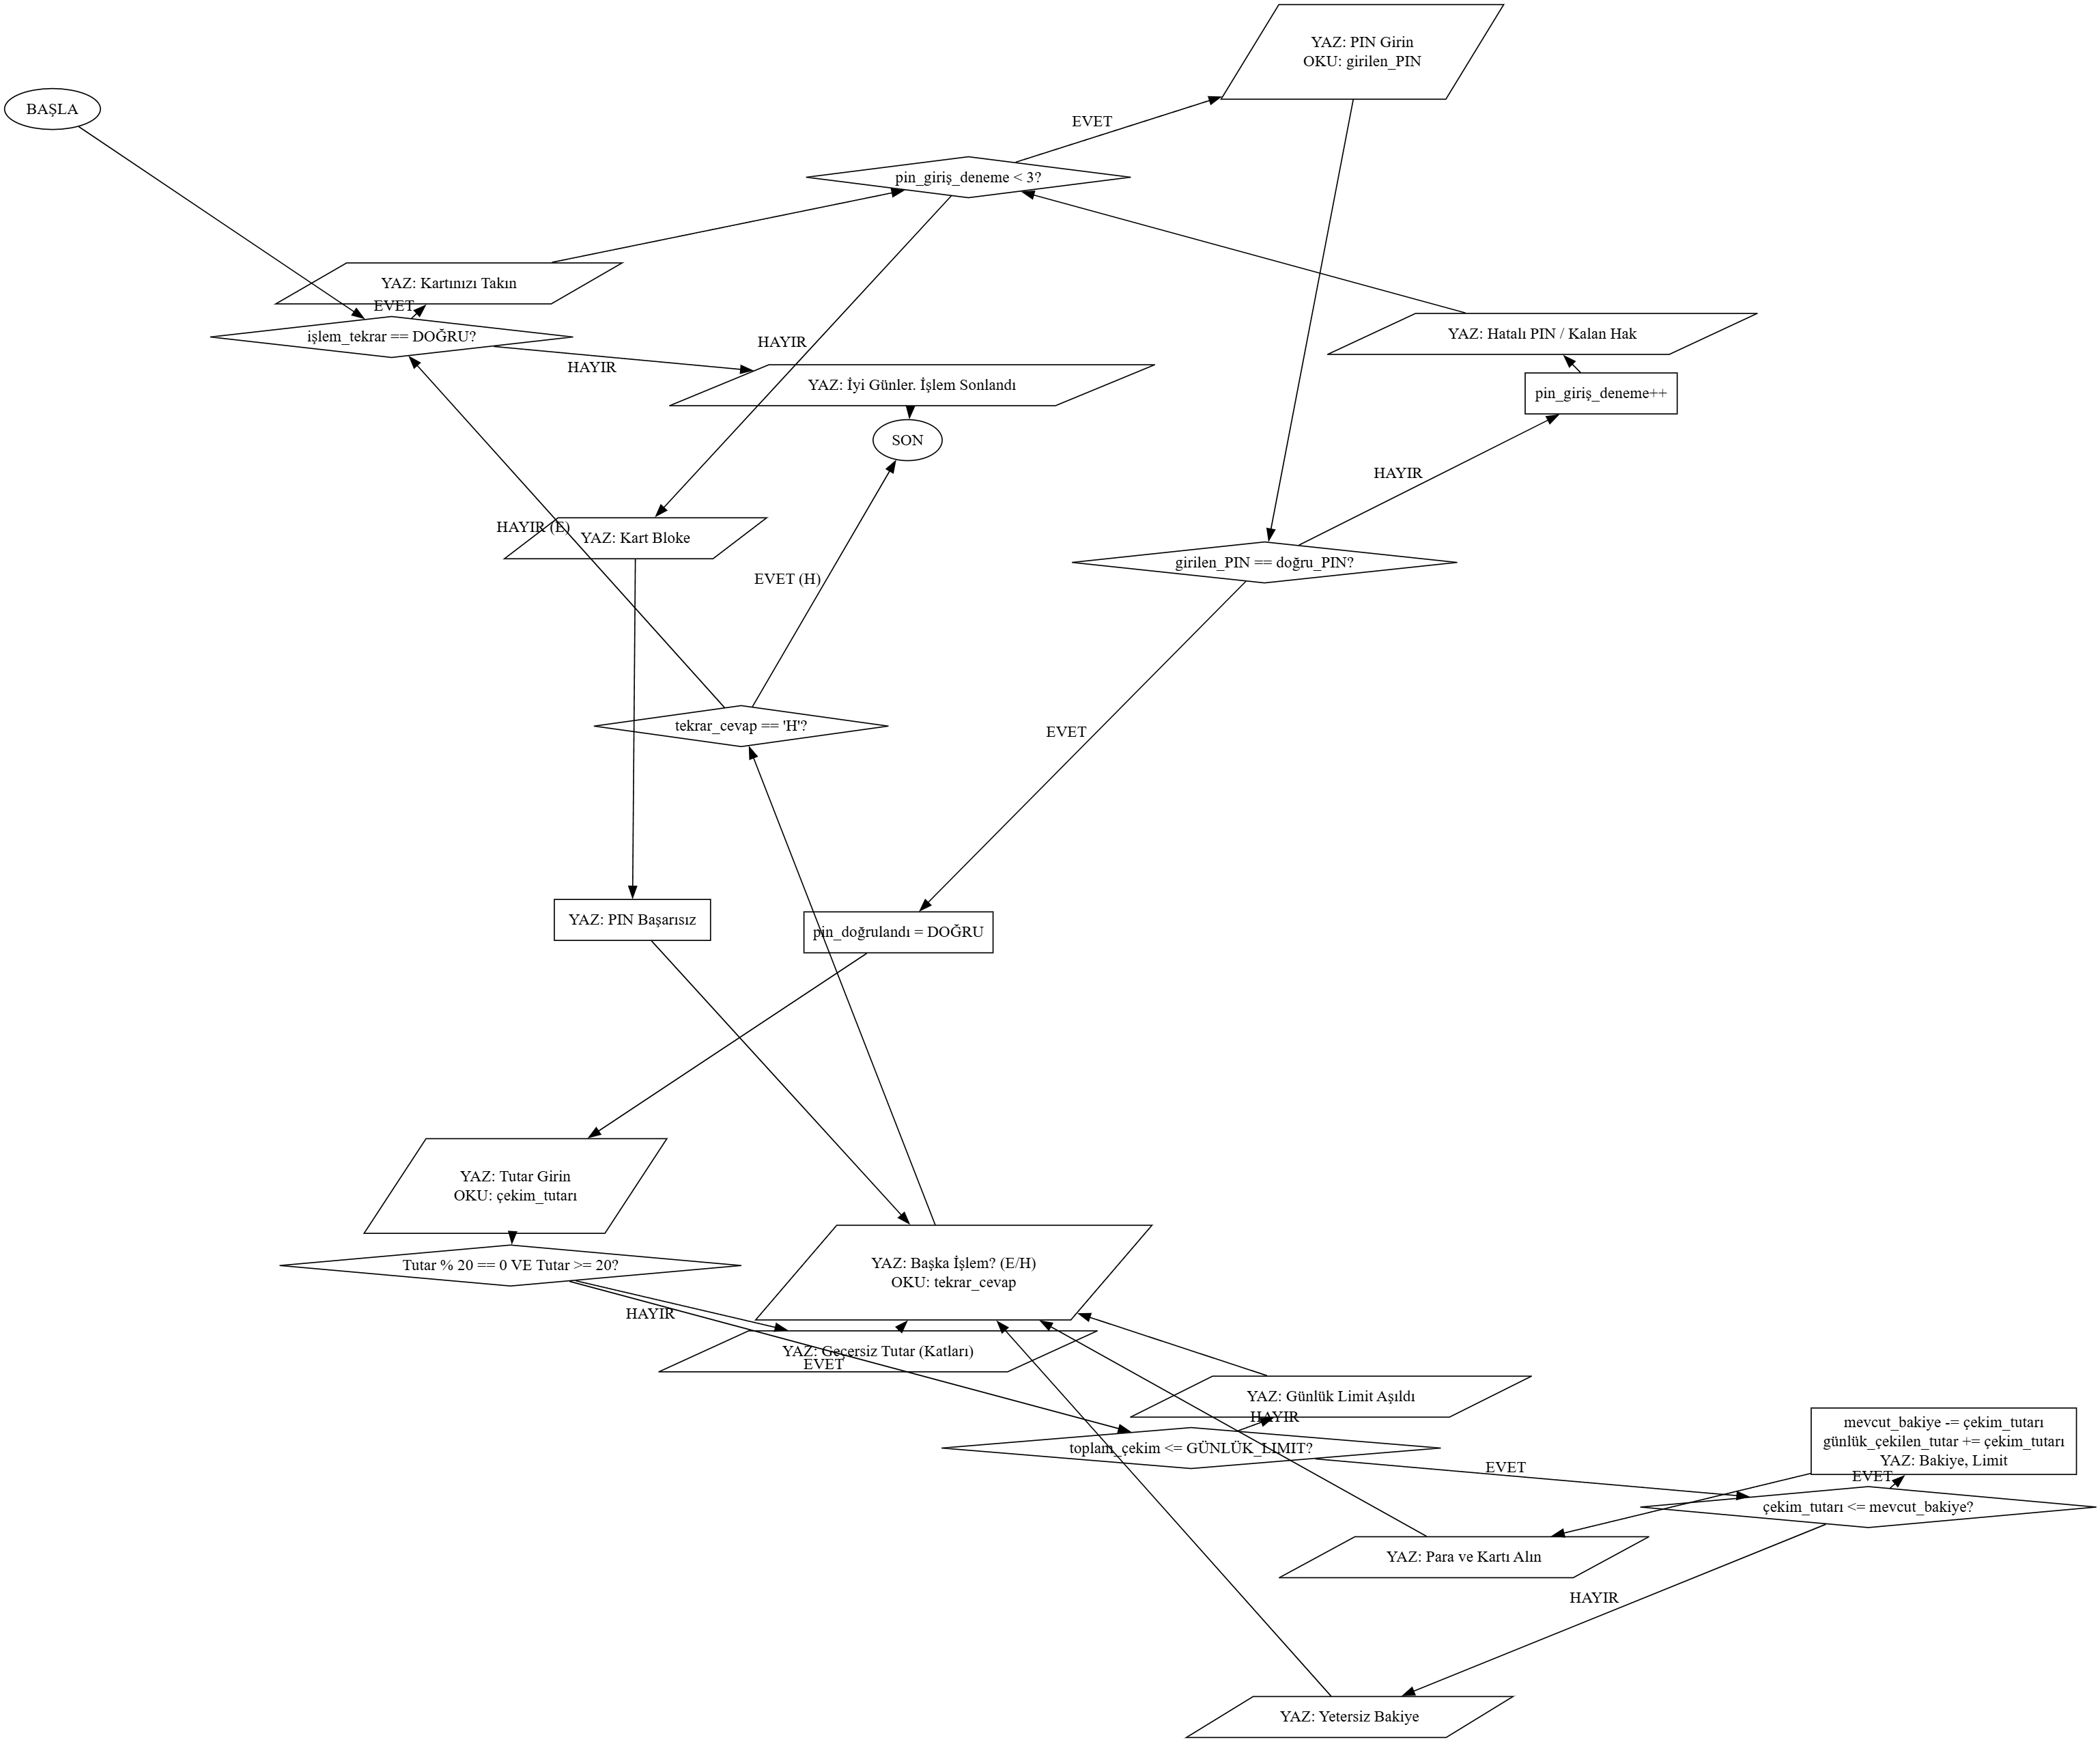 YAZ: PIN Girin
OKU: girilen_PIN
BAŞLA
EVET
pin_giriş_deneme < 3?
YAZ: Kartınızı Takın
EVET
işlem_tekrar == DOĞRU?
YAZ: Hatalı PIN / Kalan Hak
HAYIR
HAYIR
YAZ: İyi Günler. İşlem Sonlandı
pin_giriş_deneme++
SON
HAYIR
HAYIR (E)
YAZ: Kart Bloke
girilen_PIN == doğru_PIN?
EVET (H)
tekrar_cevap == 'H'?
EVET
YAZ: PIN Başarısız
pin_doğrulandı = DOĞRU
YAZ: Tutar Girin
OKU: çekim_tutarı
Tutar % 20 == 0 VE Tutar >= 20?
YAZ: Başka İşlem? (E/H)
OKU: tekrar_cevap
HAYIR
YAZ: Geçersiz Tutar (Katları)
EVET
YAZ: Günlük Limit Aşıldı
HAYIR
toplam_çekim <= GÜNLÜK_LIMIT?
mevcut_bakiye -= çekim_tutarı
günlük_çekilen_tutar += çekim_tutarı
YAZ: Bakiye, Limit
EVET
EVET
çekim_tutarı <= mevcut_bakiye?
YAZ: Para ve Kartı Alın
HAYIR
YAZ: Yetersiz Bakiye